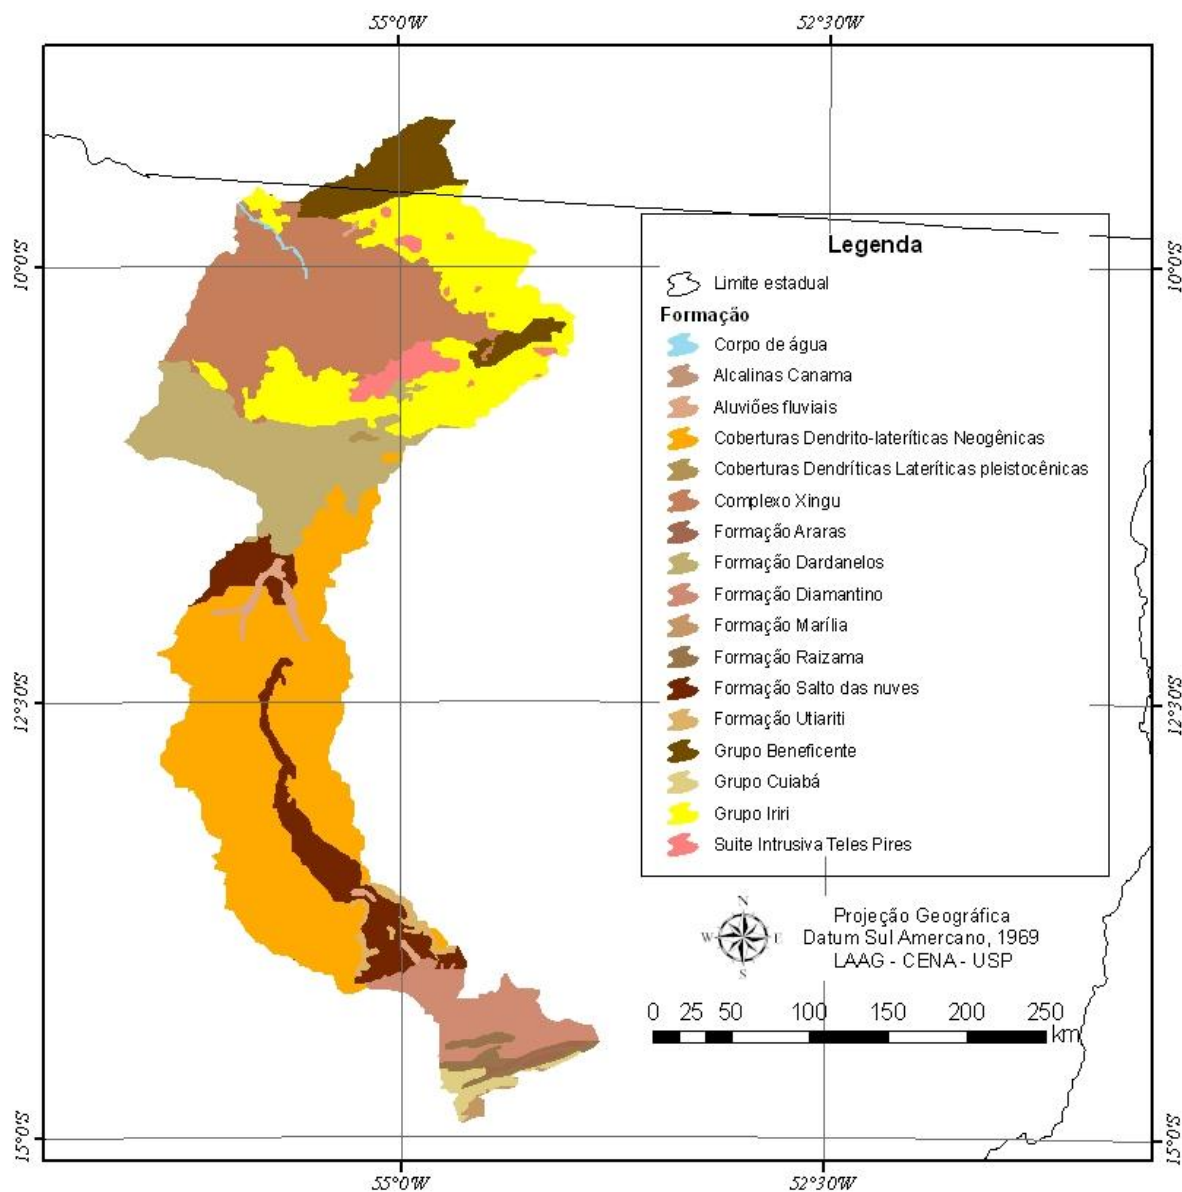 55°0'W
52°30'W
10°0'S
10°0'S
Legenda
Limite estadual
Formação
Corpo de água
Alcalinas Canama
Aluviões fluviais
Coberturas Dendrito-lateríticas Neogênicas
Coberturas Dendríticas Lateríticas pleistocênicas
Complexo Xingu
Formação Araras
Formação Dardanelos
Formação Diamantino
Formação Marília
Formação Raizama
Formação Salto das nuves
Formação Utiariti
Grupo Beneficente
Grupo Cuiabá
Grupo Iriri
Suite Intrusiva Teles Pires
12°30'S
12°30'S
N
W E
S
Projeção Geográfica
Datum Sul Amercano, 1969
LAAG - CENA - USP
0 25 50 100 150 200 250
km
15°0'S
15°0'S
55°0'W
52°30'W